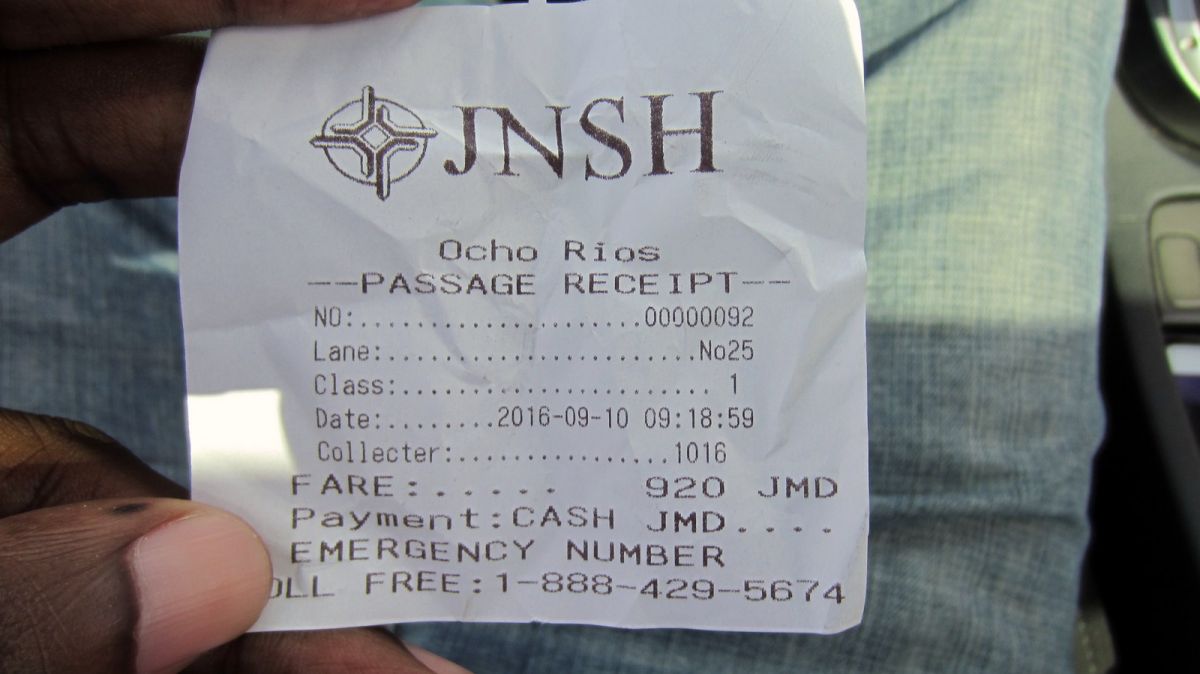 JNSH
Ocho Rios
--PASSAGE RECEIPT--
NO:......................00000092
Lane:........................No25
Class:........................ 1
Date:.........2016-09-10 09:18:59
Collecter:.................1016
FARE:..... 920 JMD
Payment:CASH JMD....
EMERGENCY NUMBER
OLL FREE:1-888-429-5674